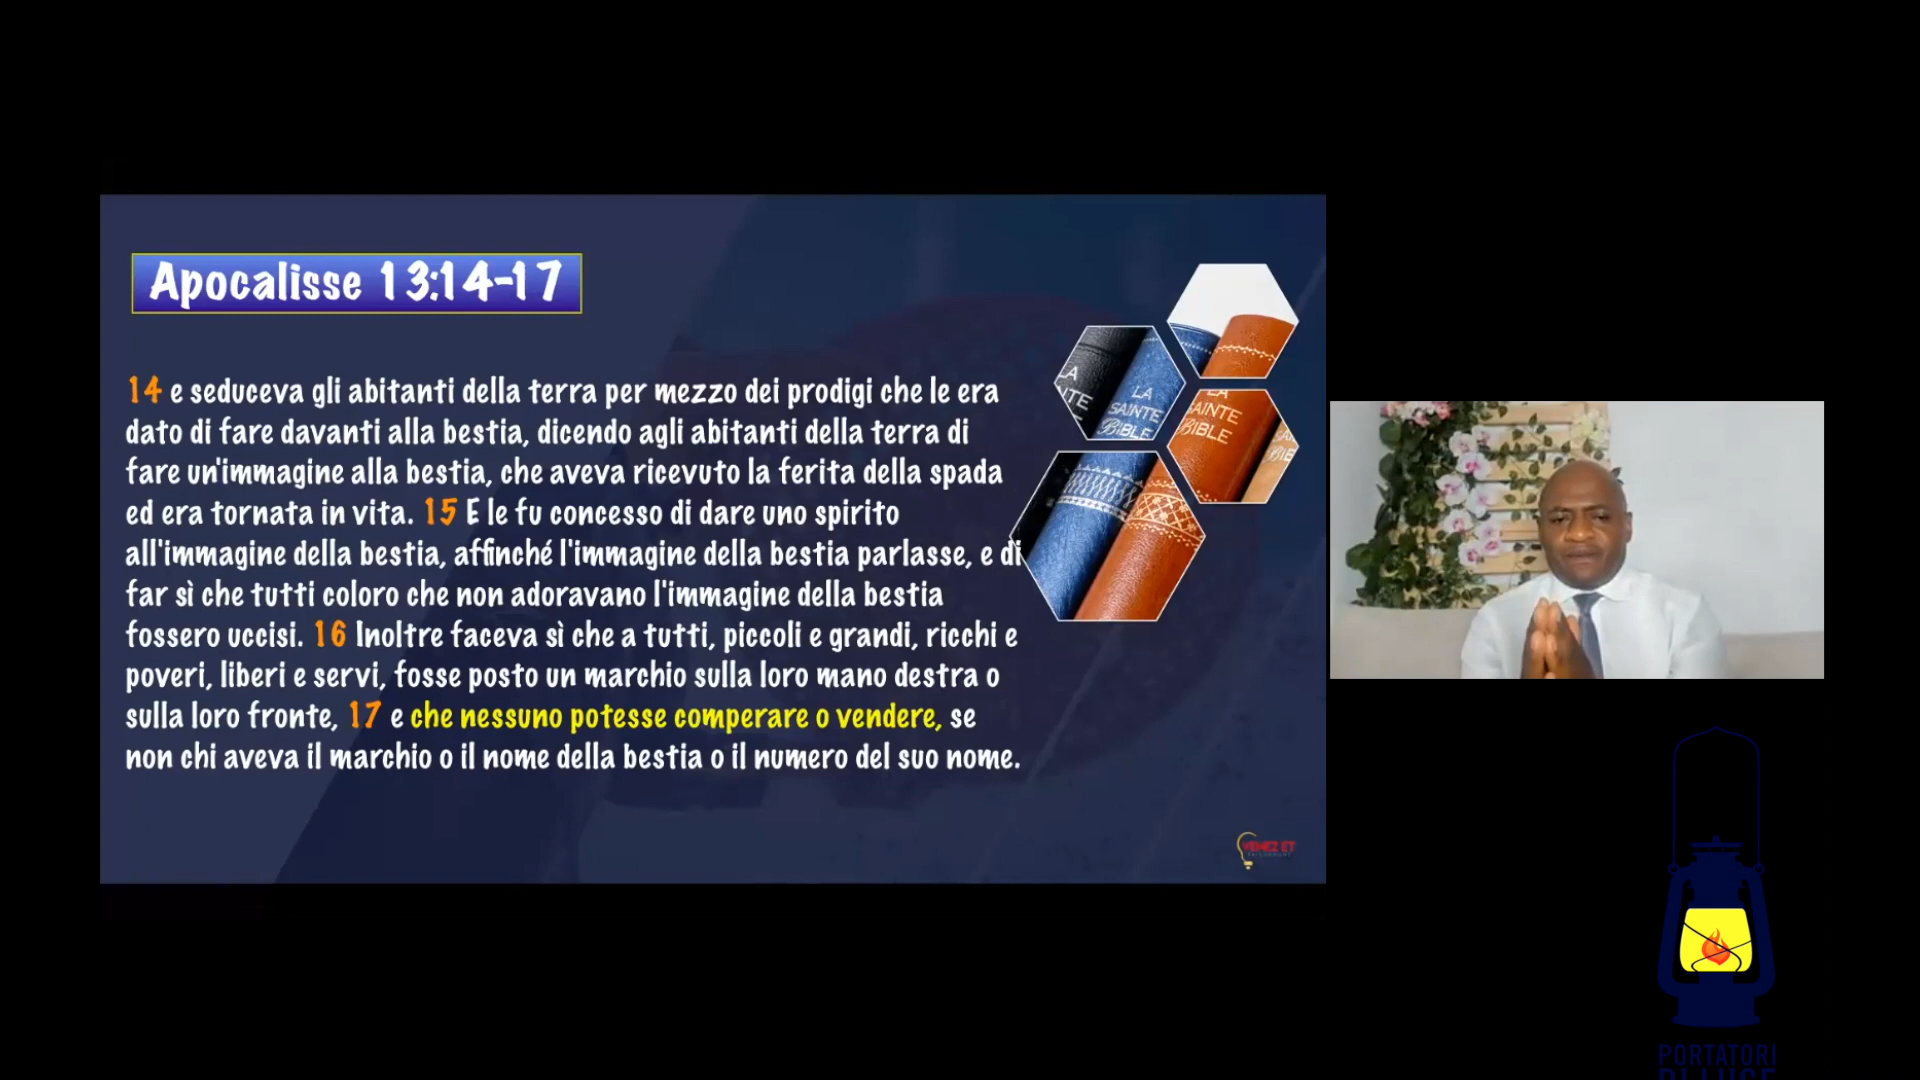 Apocalisse 13:14-17
14 e seduceva gli abitanti della terra per mezzo dei prodigi che le era
dato di fare davanti alla bestia, dicendo agli abitanti della terra di
fare un'immagine alla bestia, che aveva ricevuto la ferita della spada
ed era tornata in vita. 15 E le fu concesso di dare uno spirito
all'immagine della bestia, affinché l'immagine della bestia parlasse, e di
far sì che tutti coloro che non adoravano l'immagine della bestia
fossero uccisi. 16 Inoltre faceva sì che a tutti, piccoli e grandi, ricchi e
poveri, liberi e servi, fosse posto un marchio sulla loro mano destra o
sulla loro fronte, 17 e che nessuno potesse comperare o vendere, se
non chi aveva il marchio o il nome della bestia o il numero del suo nome.
LA
SAINTE
BIBLE
LA
SAINTE
BIBLE
VENEZ ET
PORTATORI
DI LUCE